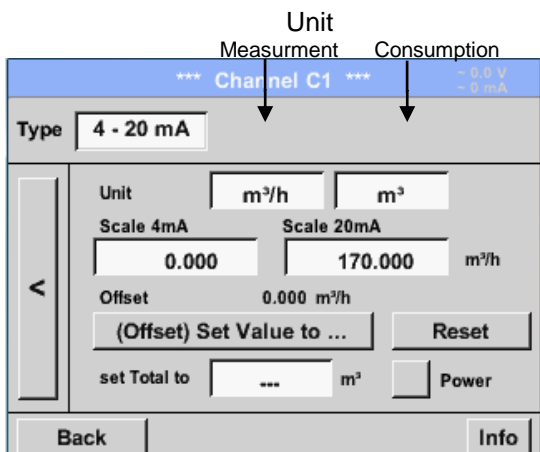 Unit
Measurment Consumption
*** Channel C1 *** ~ 0.0 V
~ 0 mA
Type 4 - 20 mA
Unit m³/h m³
Scale 4mA Scale 20mA
0.000 170.000 m³/h
<
Offset 0.000 m³/h
(Offset) Set Value to ... Reset
set Total to --- m³ Power
Back Info